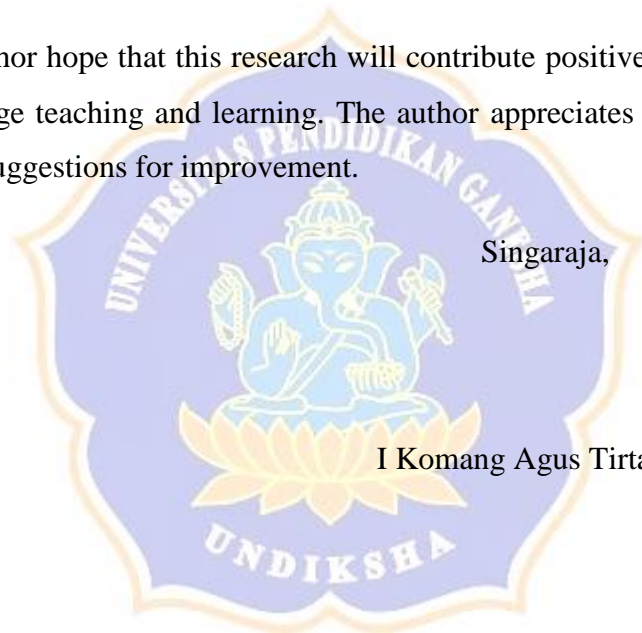 nor hope that this research will contribute positive
ge teaching and learning. The author appreciates
uggestions for improvement.
UNIVERSITAS PENDIDIKAN GANESHA
Singaraja,
I Komang Agus Tirta
UNDIKSHA